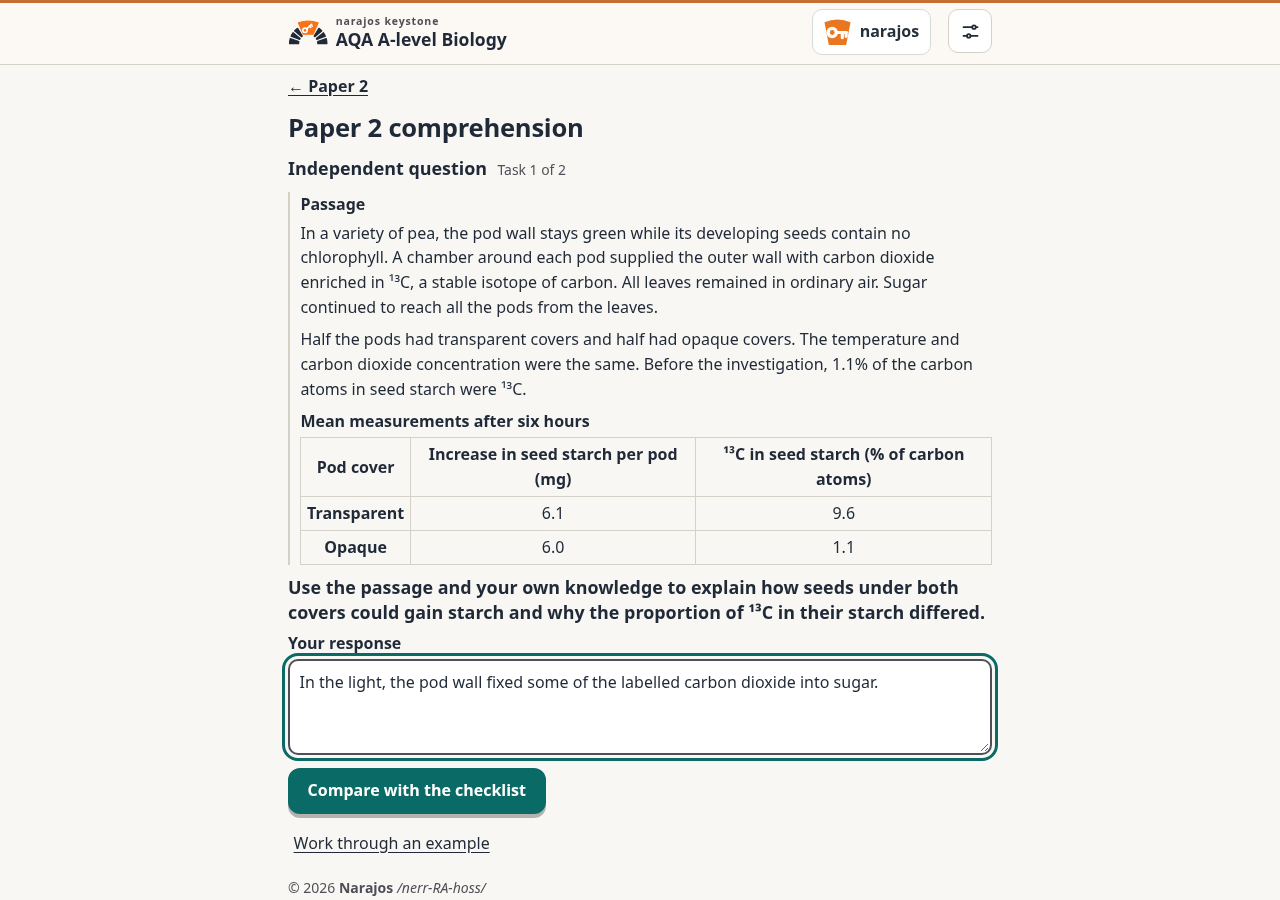 narajos keystone
AQA A-level Biology
narajos
← Paper 2
Paper 2 comprehension
Independent question Task 1 of 2
Passage
In a variety of pea, the pod wall stays green while its developing seeds contain no
chlorophyll. A chamber around each pod supplied the outer wall with carbon dioxide
enriched in ¹³C, a stable isotope of carbon. All leaves remained in ordinary air. Sugar
continued to reach all the pods from the leaves.
Half the pods had transparent covers and half had opaque covers. The temperature and
carbon dioxide concentration were the same. Before the investigation, 1.1% of the carbon
atoms in seed starch were ¹³C.
Mean measurements after six hours
Pod cover
Increase in seed starch per pod
(mg)
¹³C in seed starch (% of carbon
atoms)
Transparent 6.1 9.6
Opaque 6.0 1.1
Use the passage and your own knowledge to explain how seeds under both
covers could gain starch and why the proportion of ¹³C in their starch differed.
Your response
In the light, the pod wall fixed some of the labelled carbon dioxide into sugar.
Compare with the checklist
Work through an example
© 2026 Narajos /nerr-RA-hoss/